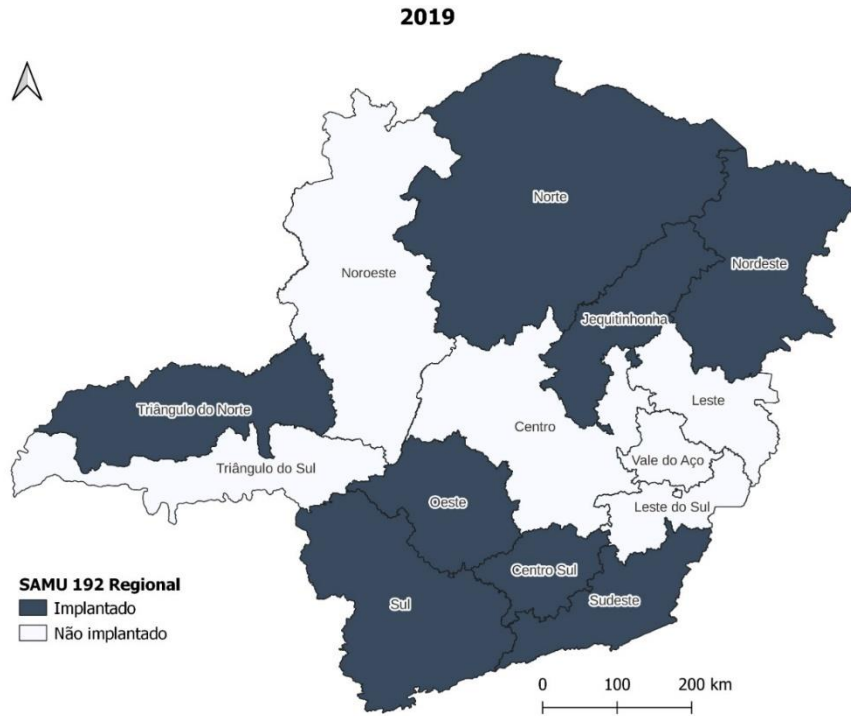 2019
Norte
Nordeste
Noroeste
Jequitinhonha
Triângulo do Norte
Leste
Centro
Triângulo do Sul
Vale do Aço
Oeste
Leste do Sul
Centro Sul
Sul
Sudeste
SAMU 192 Regional
Implantado
Não implantado
0 100 200 km